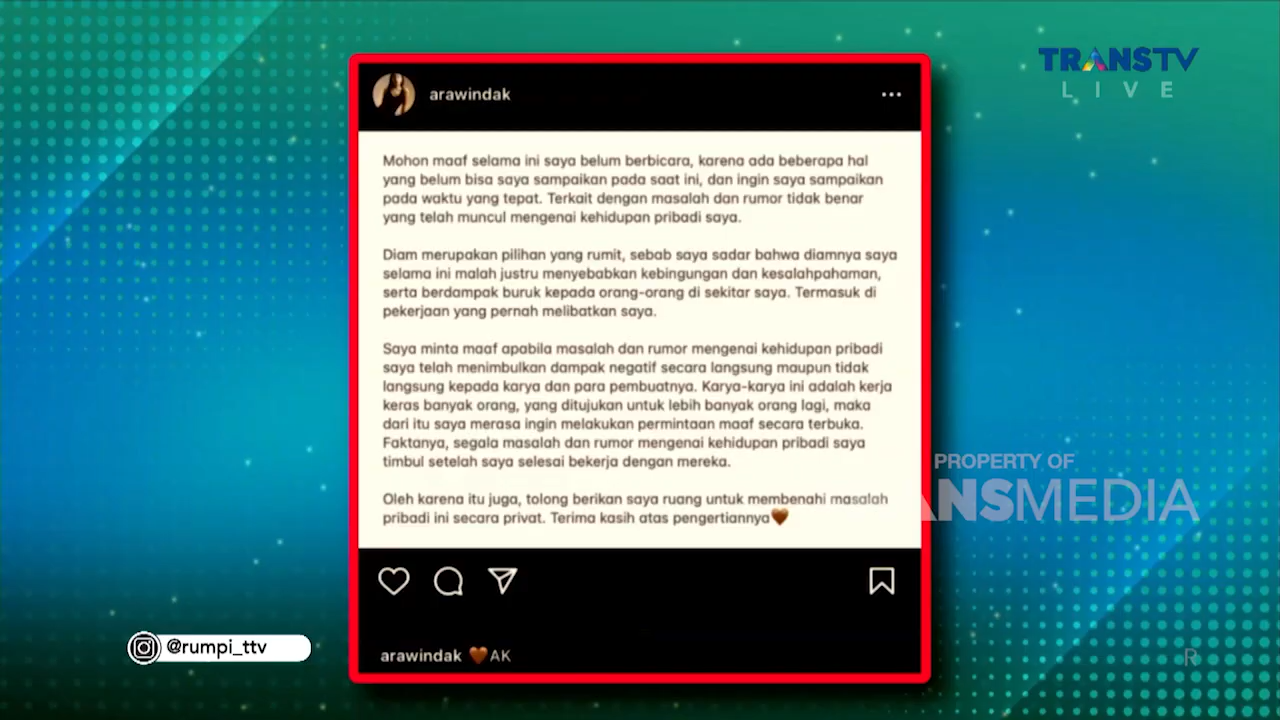 TRANSTV
LIVE
arawindak
Mohon maaf selama ini saya belum berbicara, karena ada beberapa hal
yang belum bisa saya sampaikan pada saat ini, dan ingin saya sampaikan
pada waktu yang tepat. Terkait dengan masalah dan rumor tidak benar
yang telah muncul mengenai kehidupan pribadi saya.
Diam merupakan pilihan yang rumit, sebab saya sadar bahwa diamnya saya
selama ini malah justru menyebabkan kebingungan dan kesalahpahaman,
serta berdampak buruk kepada orang-orang di sekitar saya. Termasuk di
pekerjaan yang pernah melibatkan saya.
Saya minta maaf apabila masalah dan rumor mengenai kehidupan pribadi
saya telah menimbulkan dampak negatif secara langsung maupun tidak
langsung kepada karya dan para pembuatnya. Karya-karya ini adalah kerja
keras banyak orang, yang ditujukan untuk lebih banyak orang lagi, maka
dari itu saya merasa ingin melakukan permintaan maaf secara terbuka.
Faktanya, segala masalah dan rumor mengenai kehidupan pribadi saya
timbul setelah saya selesai bekerja dengan mereka.
Oleh karena itu juga, tolong berikan saya ruang untuk membenahi masalah
pribadi ini secara privat. Terima kasih atas pengertiannya🤎
PROPERTY OF
ANSMEDIA
@rumpi_ttv
arawindak 🤎AK
R